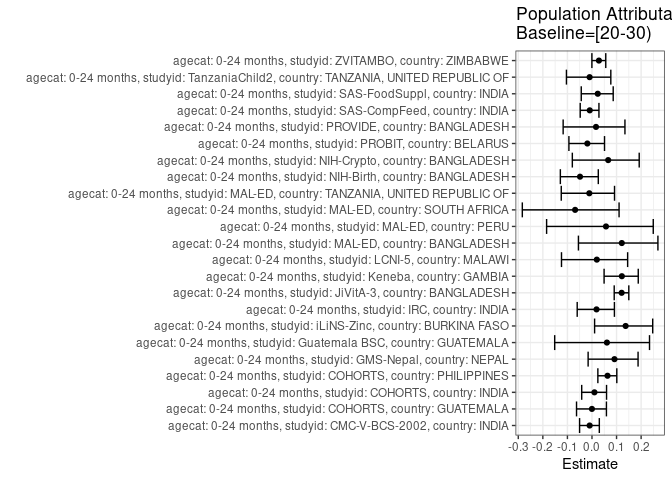 Population Attributa
Baseline=[20-30)
agecat: 0-24 months, studyid: ZVITAMBO, country: ZIMBABWE
agecat: 0-24 months, studyid: TanzaniaChild2, country: TANZANIA, UNITED REPUBLIC OF
agecat: 0-24 months, studyid: SAS-FoodSuppl, country: INDIA
agecat: 0-24 months, studyid: SAS-CompFeed, country: INDIA
agecat: 0-24 months, studyid: PROVIDE, country: BANGLADESH
agecat: 0-24 months, studyid: PROBIT, country: BELARUS
agecat: 0-24 months, studyid: NIH-Crypto, country: BANGLADESH
agecat: 0-24 months, studyid: NIH-Birth, country: BANGLADESH
agecat: 0-24 months, studyid: MAL-ED, country: TANZANIA, UNITED REPUBLIC OF
agecat: 0-24 months, studyid: MAL-ED, country: SOUTH AFRICA
agecat: 0-24 months, studyid: MAL-ED, country: PERU
agecat: 0-24 months, studyid: MAL-ED, country: BANGLADESH
agecat: 0-24 months, studyid: LCNI-5, country: MALAWI
agecat: 0-24 months, studyid: Keneba, country: GAMBIA
agecat: 0-24 months, studyid: JiVitA-3, country: BANGLADESH
agecat: 0-24 months, studyid: IRC, country: INDIA
agecat: 0-24 months, studyid: iLiNS-Zinc, country: BURKINA FASO
agecat: 0-24 months, studyid: Guatemala BSC, country: GUATEMALA
agecat: 0-24 months, studyid: GMS-Nepal, country: NEPAL
agecat: 0-24 months, studyid: COHORTS, country: PHILIPPINES
agecat: 0-24 months, studyid: COHORTS, country: INDIA
agecat: 0-24 months, studyid: COHORTS, country: GUATEMALA
agecat: 0-24 months, studyid: CMC-V-BCS-2002, country: INDIA
-0.3 -0.2 -0.1 0.0 0.1 0.2
Estimate